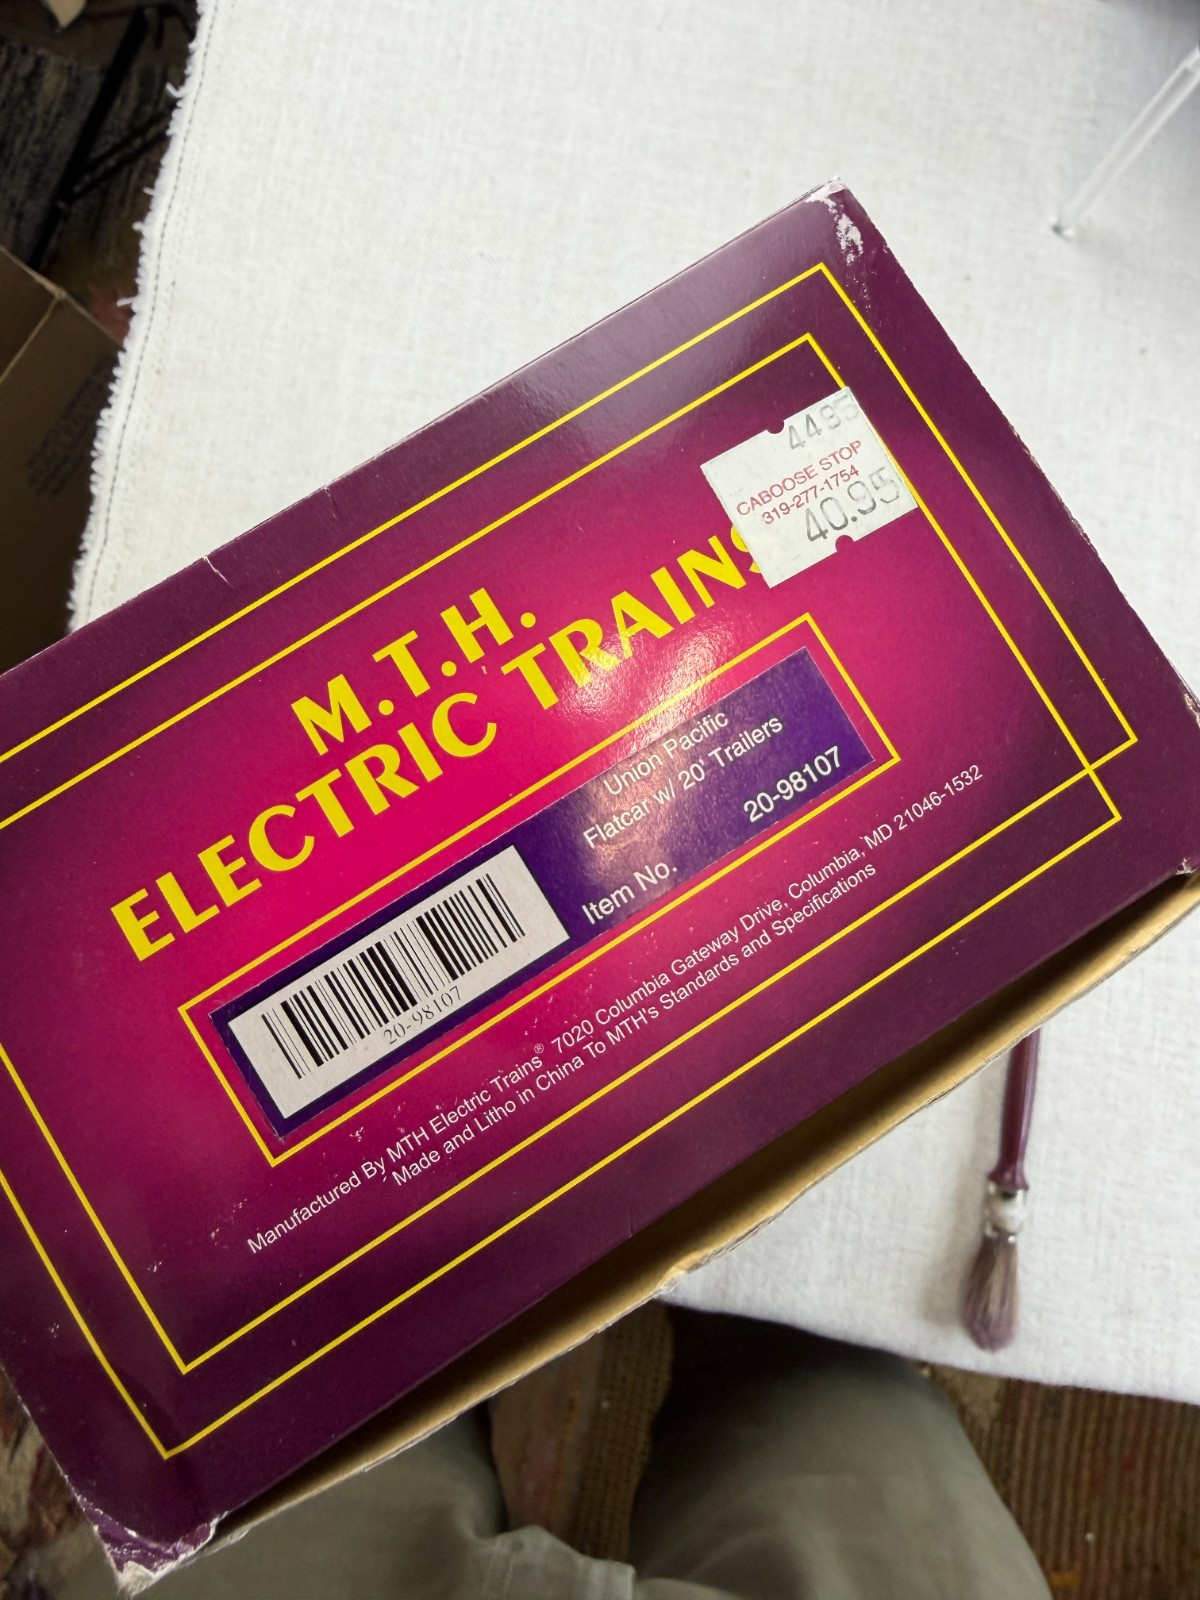 4495
CABOOSE STOP
319-277-1754
40.95
M.T.H.
ELECTRIC TRAINS
Union Pacific
Flatcar w/ 20' Trailers
Item No. 20-98107
20-98107
Manufactured By MTH Electric Trains® 7020 Columbia Gateway Drive, Columbia, MD 21046-1532
Made and Litho in China To MTH's Standards and Specifications